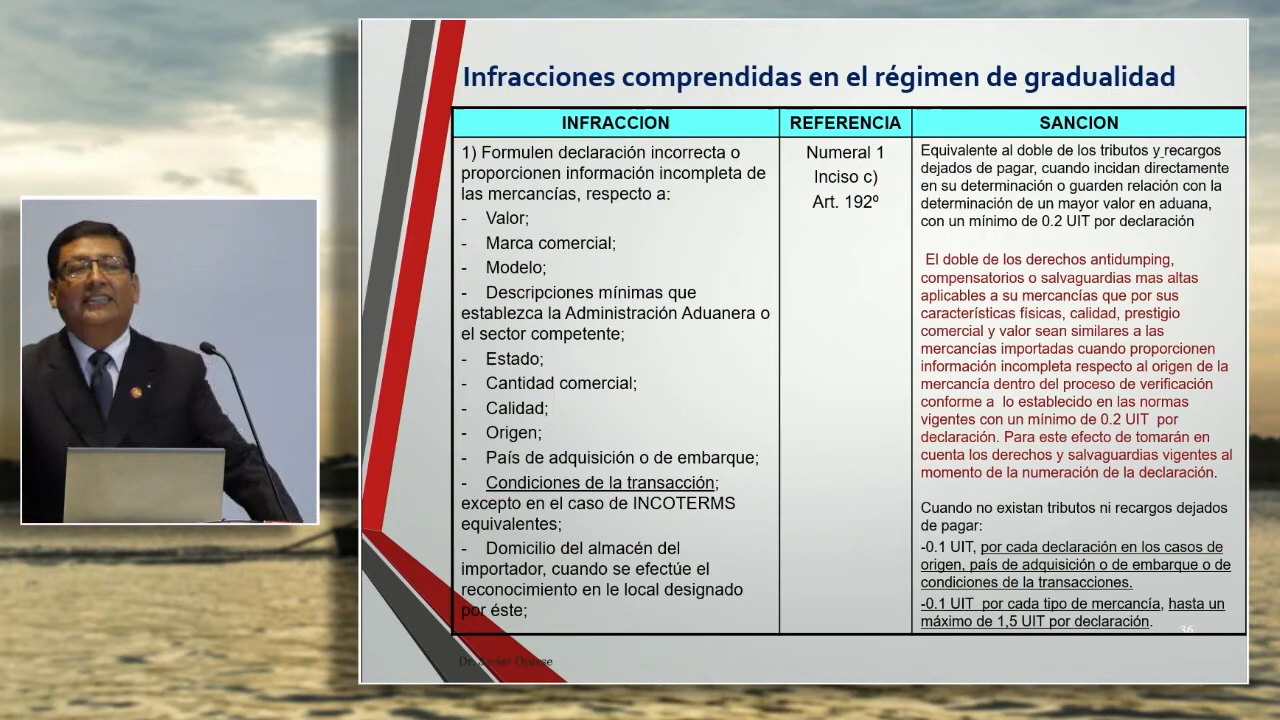 Infracciones comprendidas en el régimen de gradualidad
INFRACCION
REFERENCIA
SANCION
1) Formulen declaración incorrecta o
proporcionen información incompleta de
las mercancías, respecto a:
- Valor;
- Marca comercial;
- Modelo;
- Descripciones mínimas que
establezca la Administración Aduanera o
el sector competente;
- Estado;
- Cantidad comercial;
- Calidad;
- Origen;
- País de adquisición o de embarque;
- Condiciones de la transacción;
excepto en el caso de INCOTERMS
equivalentes;
- Domicilio del almacén del
importador, cuando se efectúe el
reconocimiento en le local designado
por éste;
Numeral 1
Inciso c)
Art. 192º
Equivalente al doble de los tributos y recargos
dejados de pagar, cuando incidan directamente
en su determinación o guarden relación con la
determinación de un mayor valor en aduana,
con un mínimo de 0.2 UIT por declaración
El doble de los derechos antidumping,
compensatorios o salvaguardias mas altas
aplicables a su mercancías que por sus
características físicas, calidad, prestigio
comercial y valor sean similares a las
mercancías importadas cuando proporcionen
información incompleta respecto al origen de la
mercancía dentro del proceso de verificación
conforme a lo establecido en las normas
vigentes con un mínimo de 0.2 UIT por
declaración. Para este efecto de tomarán en
cuenta los derechos y salvaguardias vigentes al
momento de la numeración de la declaración.
Cuando no existan tributos ni recargos dejados
de pagar:
-0.1 UIT, por cada declaración en los casos de
origen, país de adquisición o de embarque o de
condiciones de la transacciones.
-0.1 UIT por cada tipo de mercancía, hasta un
máximo de 1,5 UIT por declaración.
36
Dr. Javier Oyarse